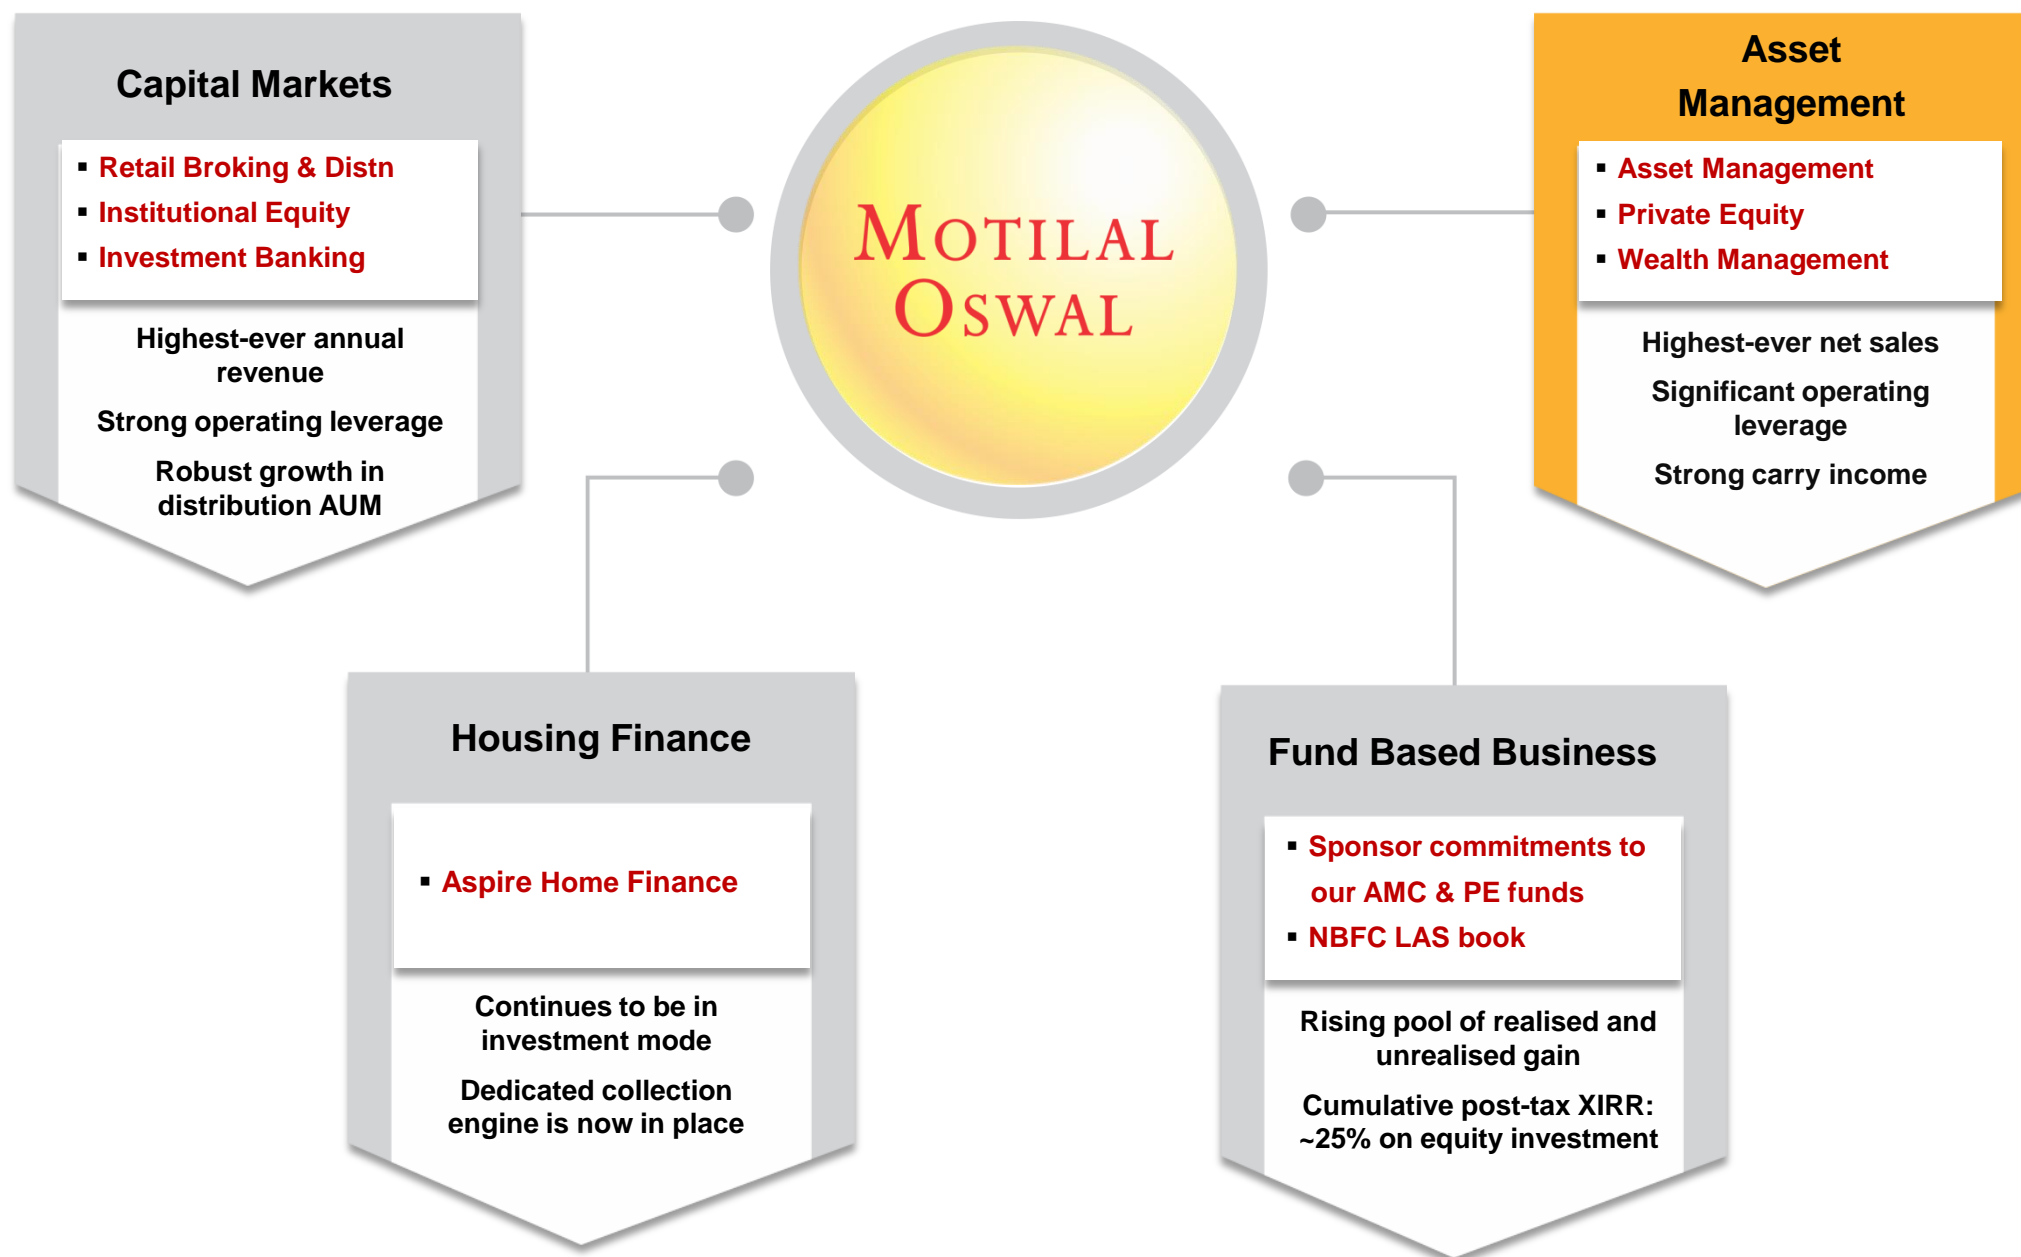 Capital Markets
▪ Retail Broking & Distn
▪ Institutional Equity
▪ Investment Banking
Highest-ever annual
revenue
Strong operating leverage
Robust growth in
distribution AUM
MOTILAL
OSWAL
Asset
Management
▪ Asset Management
▪ Private Equity
▪ Wealth Management
Highest-ever net sales
Significant operating
leverage
Strong carry income
Housing Finance
▪ Aspire Home Finance
Continues to be in
investment mode
Dedicated collection
engine is now in place
Fund Based Business
▪ Sponsor commitments to
our AMC & PE funds
▪ NBFC LAS book
Rising pool of realised and
unrealised gain
Cumulative post-tax XIRR:
~25% on equity investment